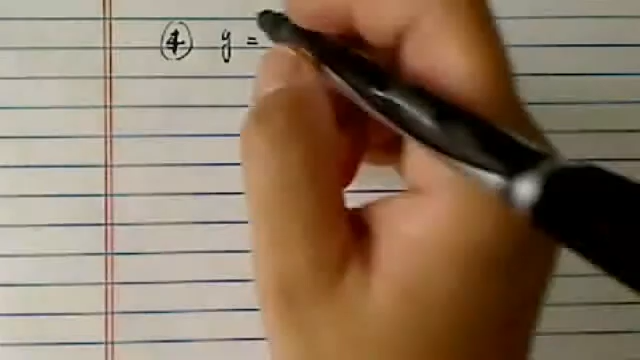 ④ y =